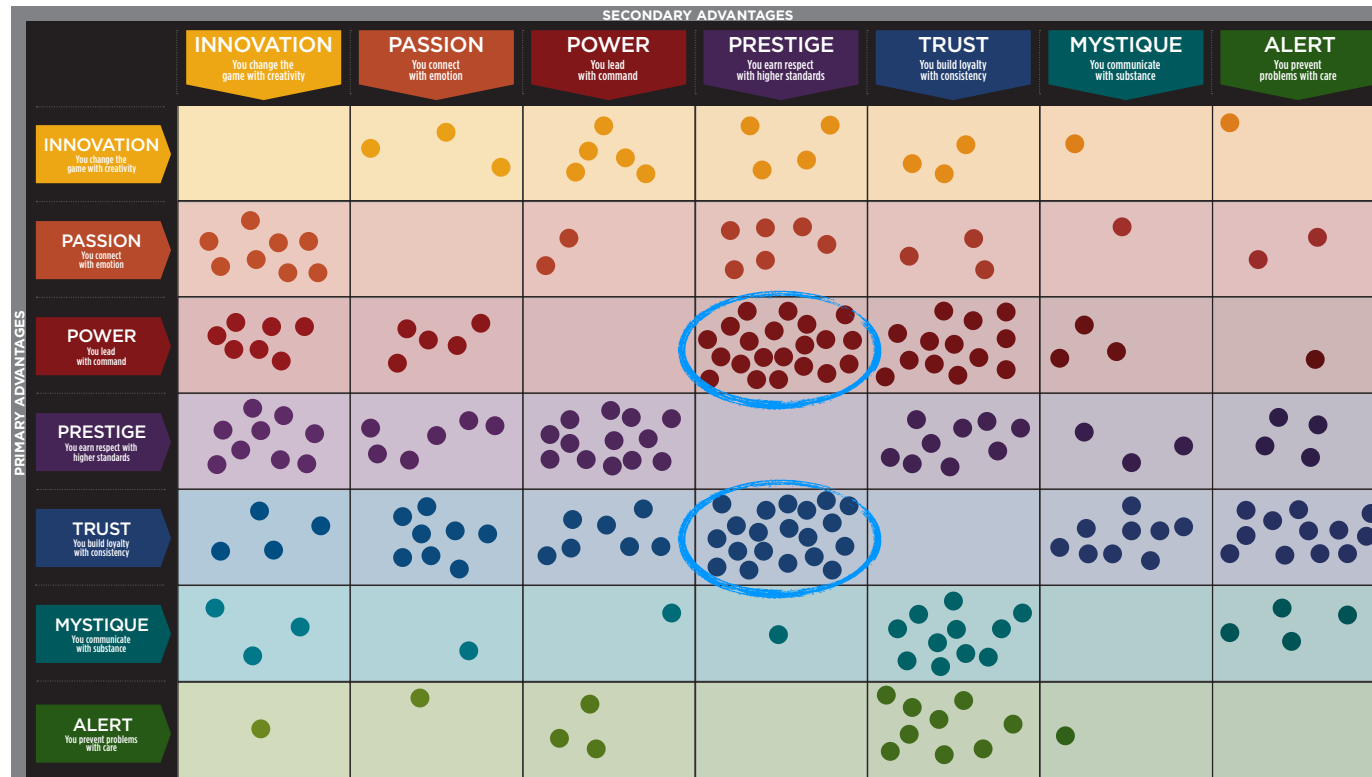 SECONDARY ADVANTAGES
INNOVATION
You change the
game with creativity
PASSION
You connect
with emotion
POWER
You lead
with command
PRESTIGE
You earn respect
with higher standards
TRUST
You build loyalty
with consistency
MYSTIQUE
You communicate
with substance
ALERT
You prevent
problems with care
PRIMARY ADVANTAGES
INNOVATION
You change the
game with creativity
PASSION
You connect
with emotion
POWER
You lead
with command
PRESTIGE
You earn respect with
higher standards
TRUST
You build loyalty
with consistency
MYSTIQUE
You communicate
with substance
ALERT
You prevent problems
with care